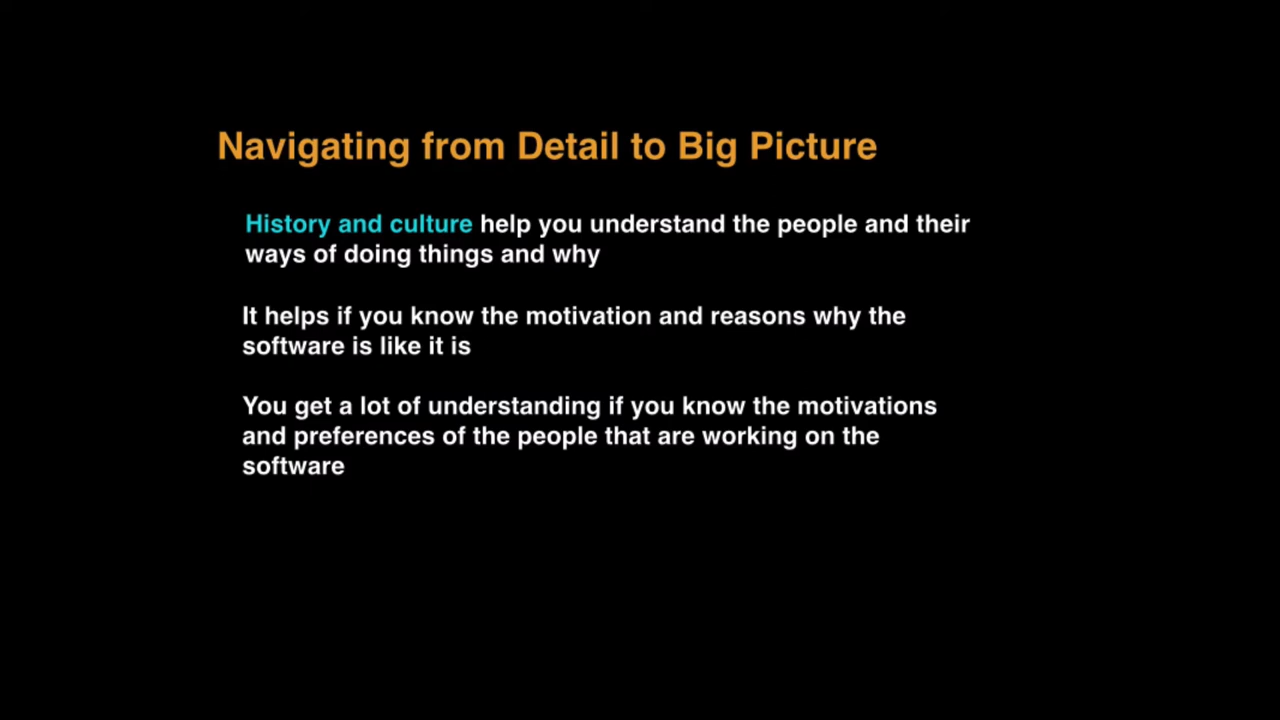 Navigating from Detail to Big Picture
History and culture help you understand the people and their
ways of doing things and why
It helps if you know the motivation and reasons why the
software is like it is
You get a lot of understanding if you know the motivations
and preferences of the people that are working on the
software